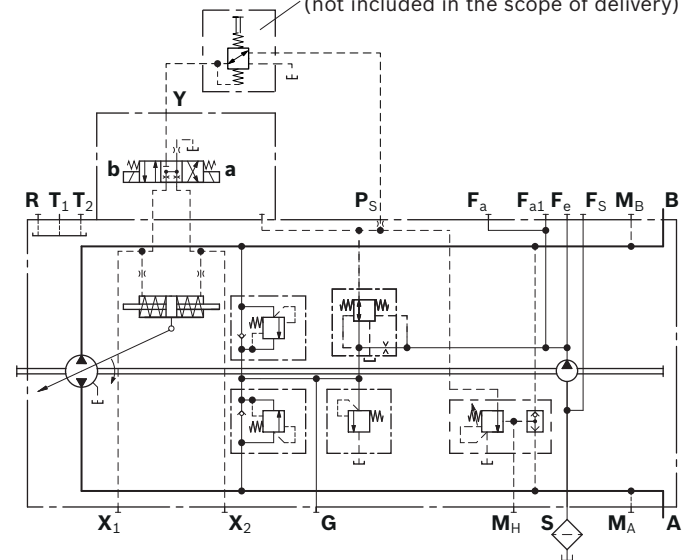 (not included in the scope of delivery)
Y
b a
R T1 T2 PS Fa Fa1 Fe FS MB B
X1 X2 G MH S MA A